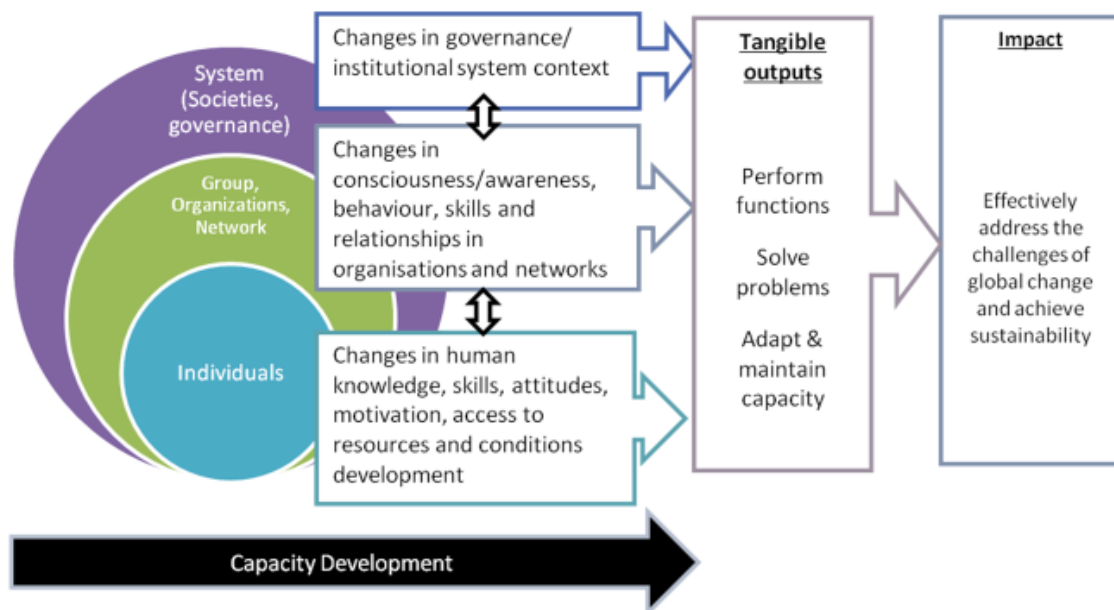 System
(Societies,
governance)
Group,
Organizations,
Network
Individuals
Changes in governance/
institutional system context
Changes in
consciousness/awareness,
behaviour, skills and
relationships in
organisations and networks
Changes in human
knowledge, skills, attitudes,
motivation, access to
resources and conditions
development
Tangible
outputs
Perform
functions
Solve
problems
Adapt &
maintain
capacity
Impact
Effectively
address the
challenges of
global change
and achieve
sustainability
Capacity Development